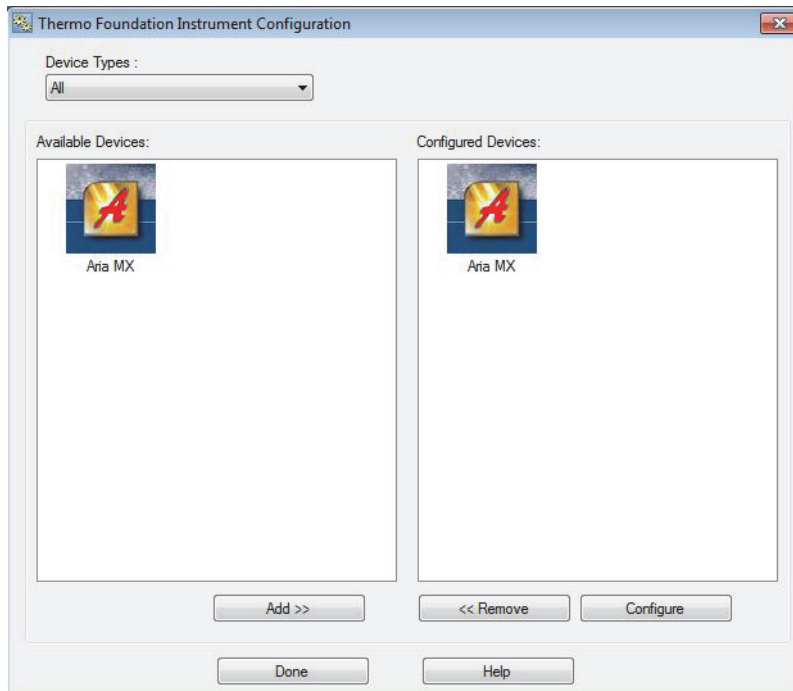 Thermo Foundation Instrument Configuration
Device Types :
All
Available Devices:
Configured Devices:
A
Aria MX
A
Aria MX
Add >>
<< Remove
Configure
Done
Help